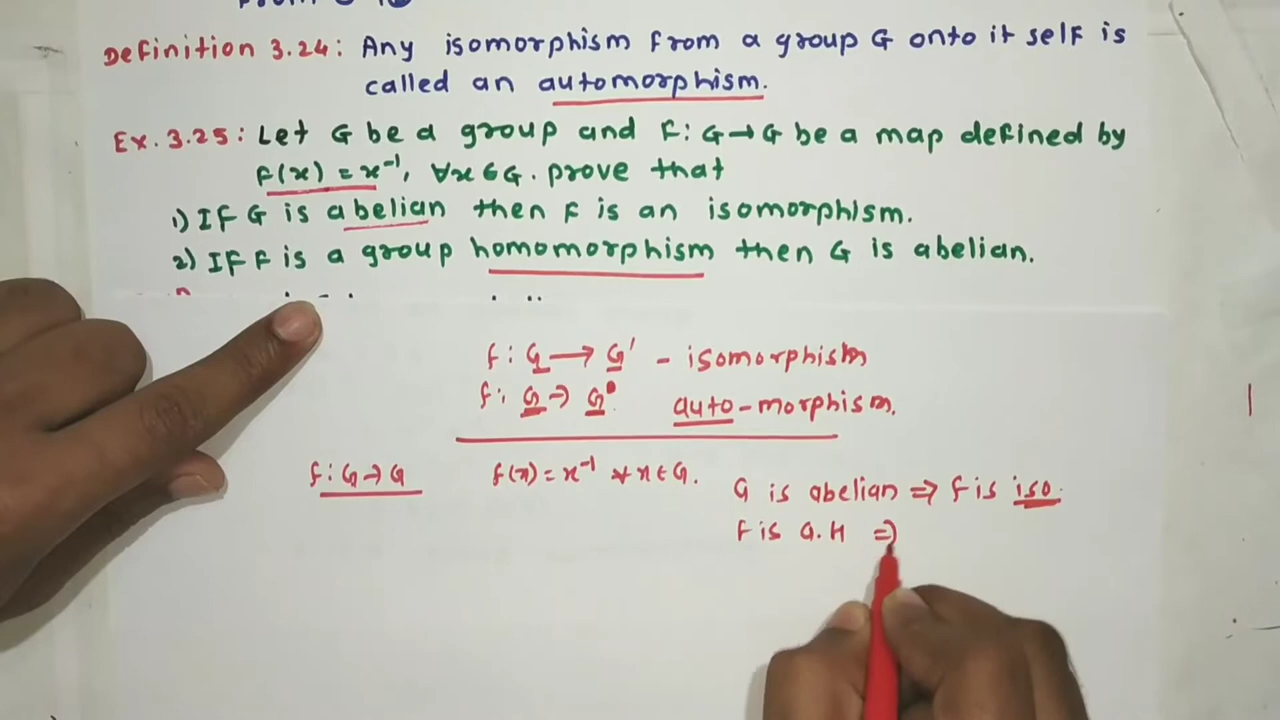 Definition 3.24: Any isomorphism from a group G onto it self is
called an automorphism.
Ex. 3.25: Let G be a group and F: G→G be a map defined by
F(x) = x⁻¹, ∀x∈G. prove that
1) IF G is abelian then F is an isomorphism.
2) IF F is a group homomorphism then G is abelian.
f: G → G' - isomorphism
f: G → G auto-morphism.
f: G → G f(x) = x⁻¹ ∀ x ∈ G.
G is abelian ⇒ f is iso.
F is G.H ⇒